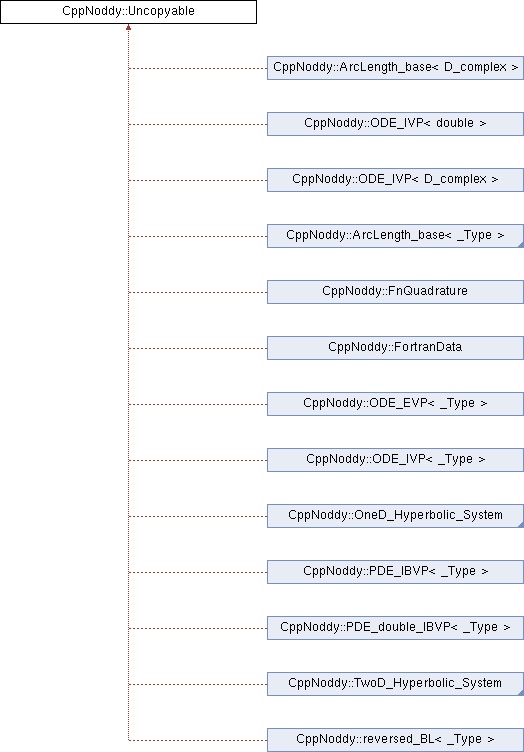 CppNoddy::Uncopyable
CppNoddy::ArcLength_base< D_complex >
CppNoddy::ODE_IVP< double >
CppNoddy::ODE_IVP< D_complex >
CppNoddy::ArcLength_base< _Type >
CppNoddy::FnQuadrature
CppNoddy::FortranData
CppNoddy::ODE_EVP< _Type >
CppNoddy::ODE_IVP< _Type >
CppNoddy::OneD_Hyperbolic_System
CppNoddy::PDE_IBVP< _Type >
CppNoddy::PDE_double_IBVP< _Type >
CppNoddy::TwoD_Hyperbolic_System
CppNoddy::reversed_BL< _Type >